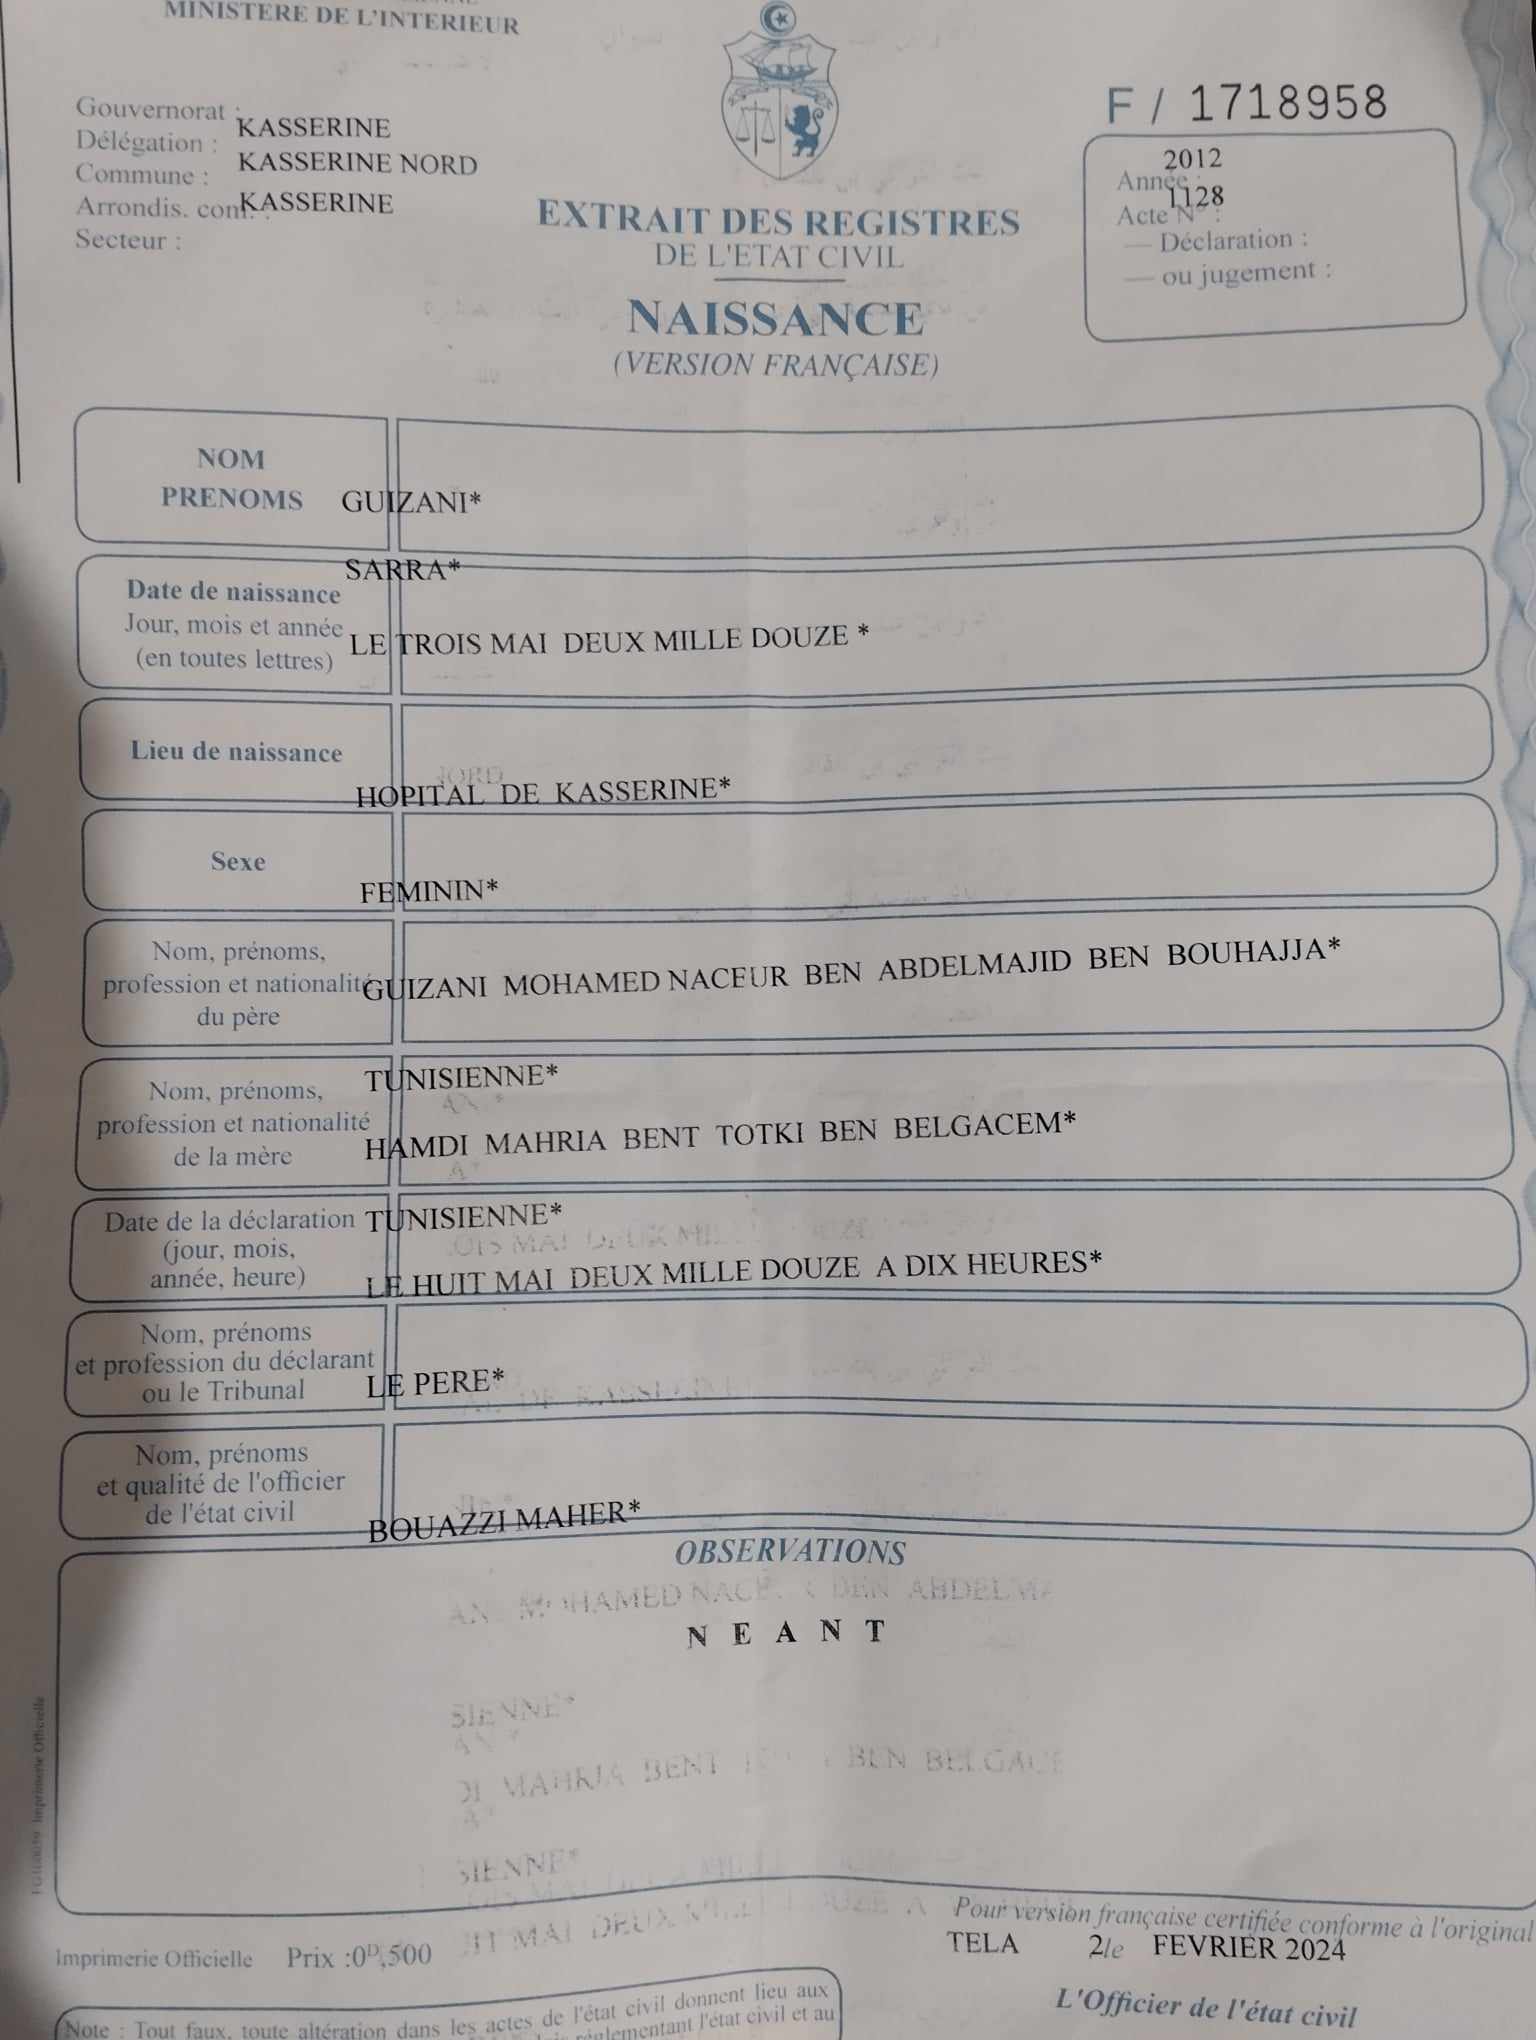 MINISTERE DE L'INTERIEUR
Gouvernorat :
KASSERINE
Délégation :
KASSERINE NORD
Commune :
Arrondis. com. :
KASSERINE
Secteur :
F / 1718958
2012
Année :
1128
Acte N° :
— Déclaration :
— ou jugement :
EXTRAIT DES REGISTRES
DE L'ETAT CIVIL
NAISSANCE
(VERSION FRANÇAISE)
NOM
PRENOMS
GUIZANI*
SARRA*
Date de naissance
Jour, mois et année
(en toutes lettres)
LE TROIS MAI DEUX MILLE DOUZE *
Lieu de naissance
HOPITAL DE KASSERINE*
Sexe
FEMININ*
Nom, prénoms,
profession et nationalité
du père
GUIZANI MOHAMED NACEUR BEN ABDELMAJID BEN BOUHAJJA*
TUNISIENNE*
Nom, prénoms,
profession et nationalité
de la mère
HAMDI MAHRIA BENT TOTKI BEN BELGACEM*
TUNISIENNE*
Date de la déclaration
(jour, mois,
année, heure)
LE HUIT MAI DEUX MILLE DOUZE A DIX HEURES*
Nom, prénoms
et profession du déclarant
ou le Tribunal
LE PERE*
Nom, prénoms
et qualité de l'officier
de l'état civil
BOUAZZI MAHER*
OBSERVATIONS
N E A N T
Imprimerie Officielle
Imprimerie Officielle Prix :0ᴰ,500
Pour version française certifiée conforme à l'original
TELA 2 le FEVRIER 2024
L'Officier de l'état civil
Note : Tout faux, toute altération dans les actes de l'état civil donnent lieu aux
réglementant l'état civil et au